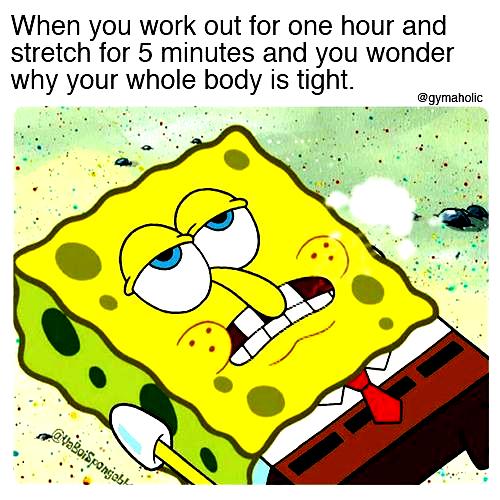 When you work out for one hour and
stretch for 5 minutes and you wonder
why your whole body is tight.
@gymaholic